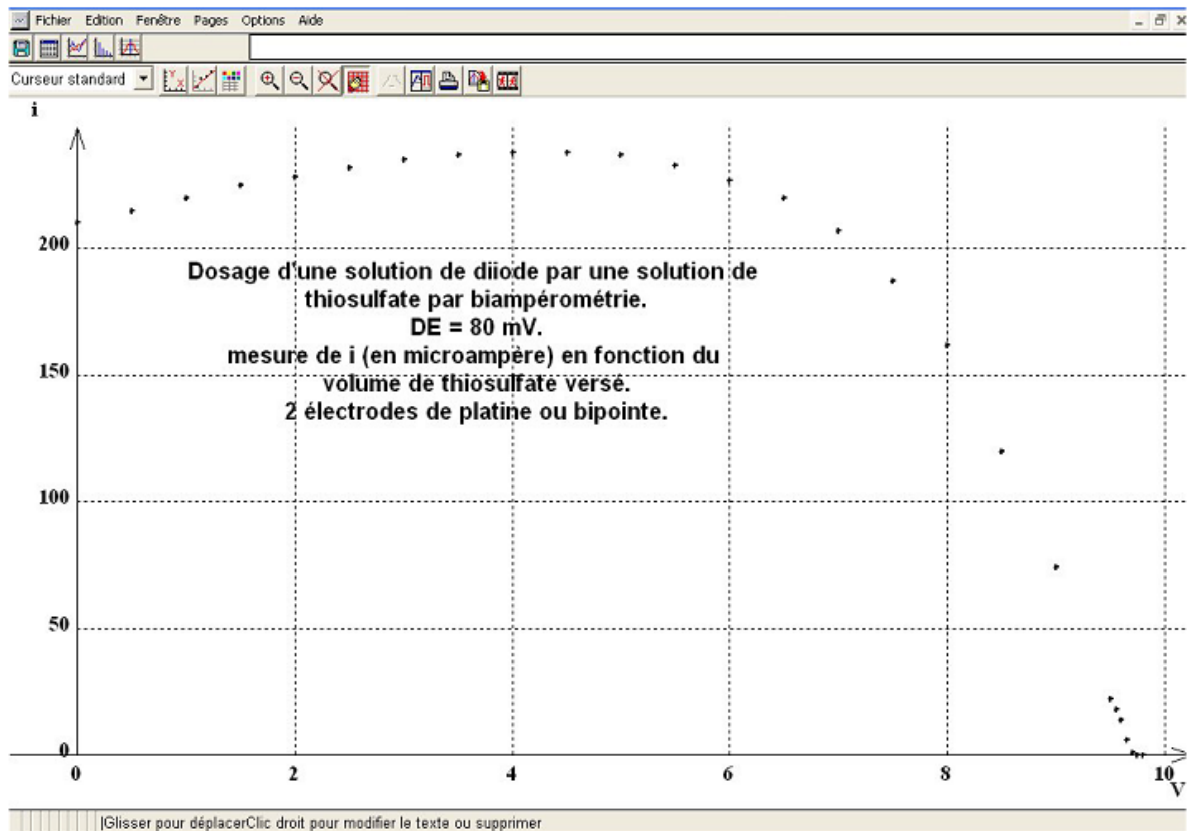 Fichier Edition Fenêtre Pages Options Aide
Curseur standard
i
200
150
100
50
0
Dosage d'une solution de diiode par une solution de
thiosulfate par biampérométrie.
DE = 80 mV.
mesure de i (en microampère) en fonction du
volume de thiosulfate versé.
2 électrodes de platine ou bipointe.
0 2 4 6 8 10
V
Glisser pour déplacerClic droit pour modifier le texte ou supprimer